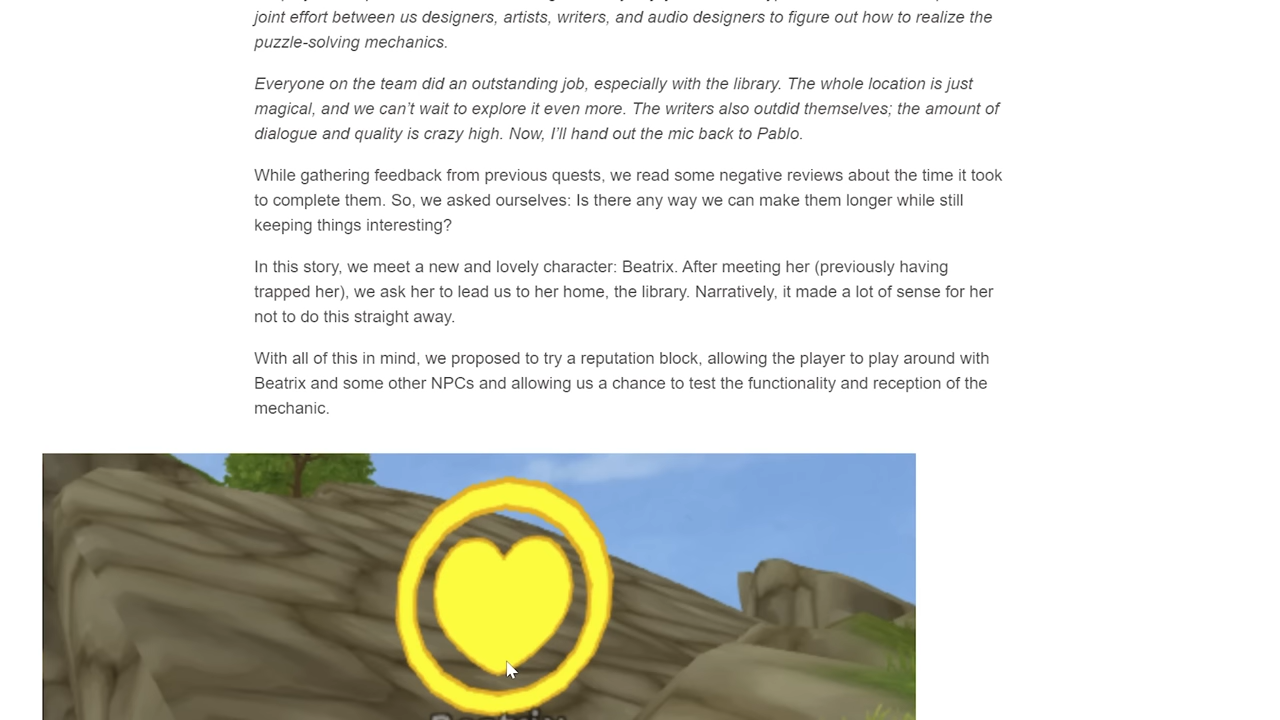 joint effort between us designers, artists, writers, and audio designers to figure out how to realize the
puzzle-solving mechanics.
Everyone on the team did an outstanding job, especially with the library. The whole location is just
magical, and we can’t wait to explore it even more. The writers also outdid themselves; the amount of
dialogue and quality is crazy high. Now, I’ll hand out the mic back to Pablo.
While gathering feedback from previous quests, we read some negative reviews about the time it took
to complete them. So, we asked ourselves: Is there any way we can make them longer while still
keeping things interesting?
In this story, we meet a new and lovely character: Beatrix. After meeting her (previously having
trapped her), we ask her to lead us to her home, the library. Narratively, it made a lot of sense for her
not to do this straight away.
With all of this in mind, we proposed to try a reputation block, allowing the player to play around with
Beatrix and some other NPCs and allowing us a chance to test the functionality and reception of the
mechanic.